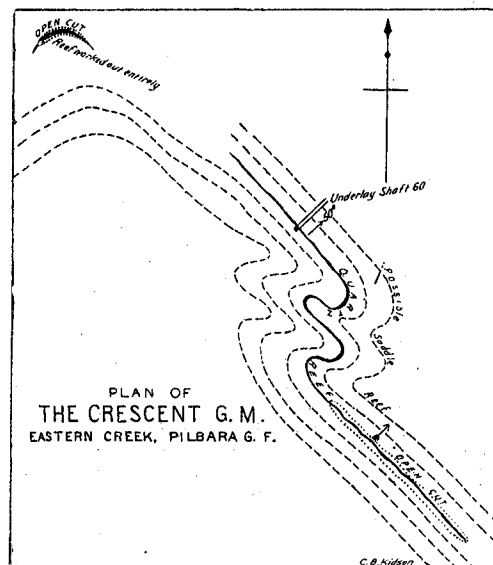 OPEN CUT
Reef worked out entirely
Underlay Shaft 60
50°
QUARTZ
REEF
Possible
Saddle
Reef
OPEN CUT
PLAN OF
THE CRESCENT G.M.
EASTERN CREEK, PILBARA G.F.
C.B. Kidson